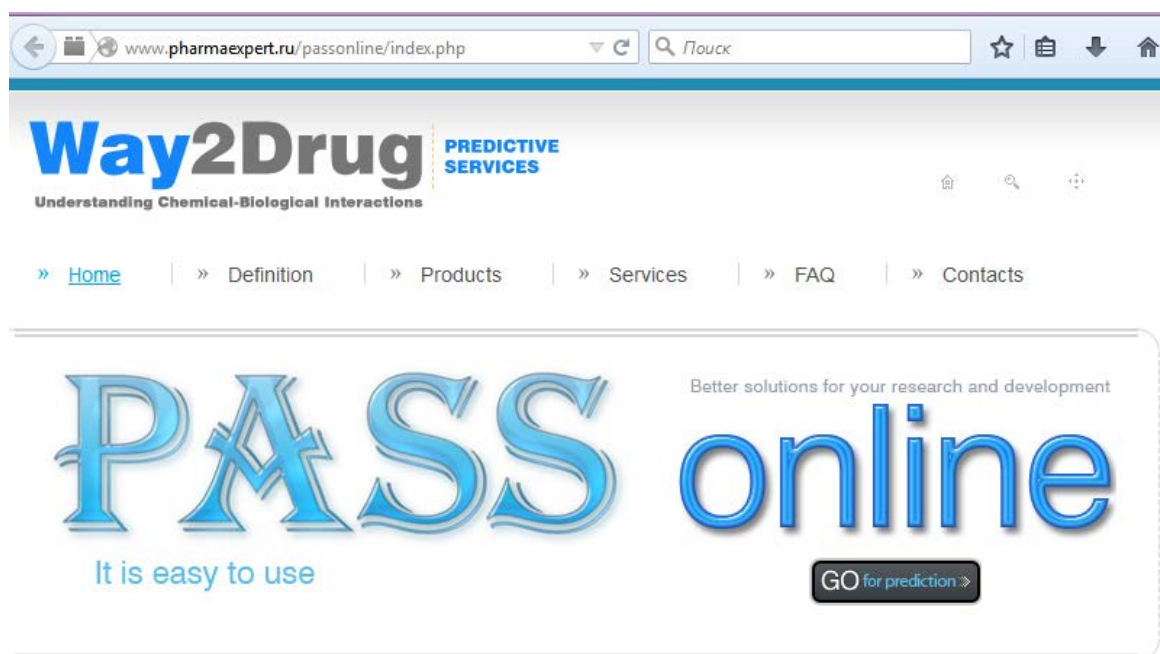 www.pharmaexpert.ru/passonline/index.php
Поиск
Way2Drug
PREDICTIVE
SERVICES
Understanding Chemical-Biological Interactions
» Home » Definition » Products » Services » FAQ » Contacts
PASS
Better solutions for your research and development
online
It is easy to use
GO for prediction »